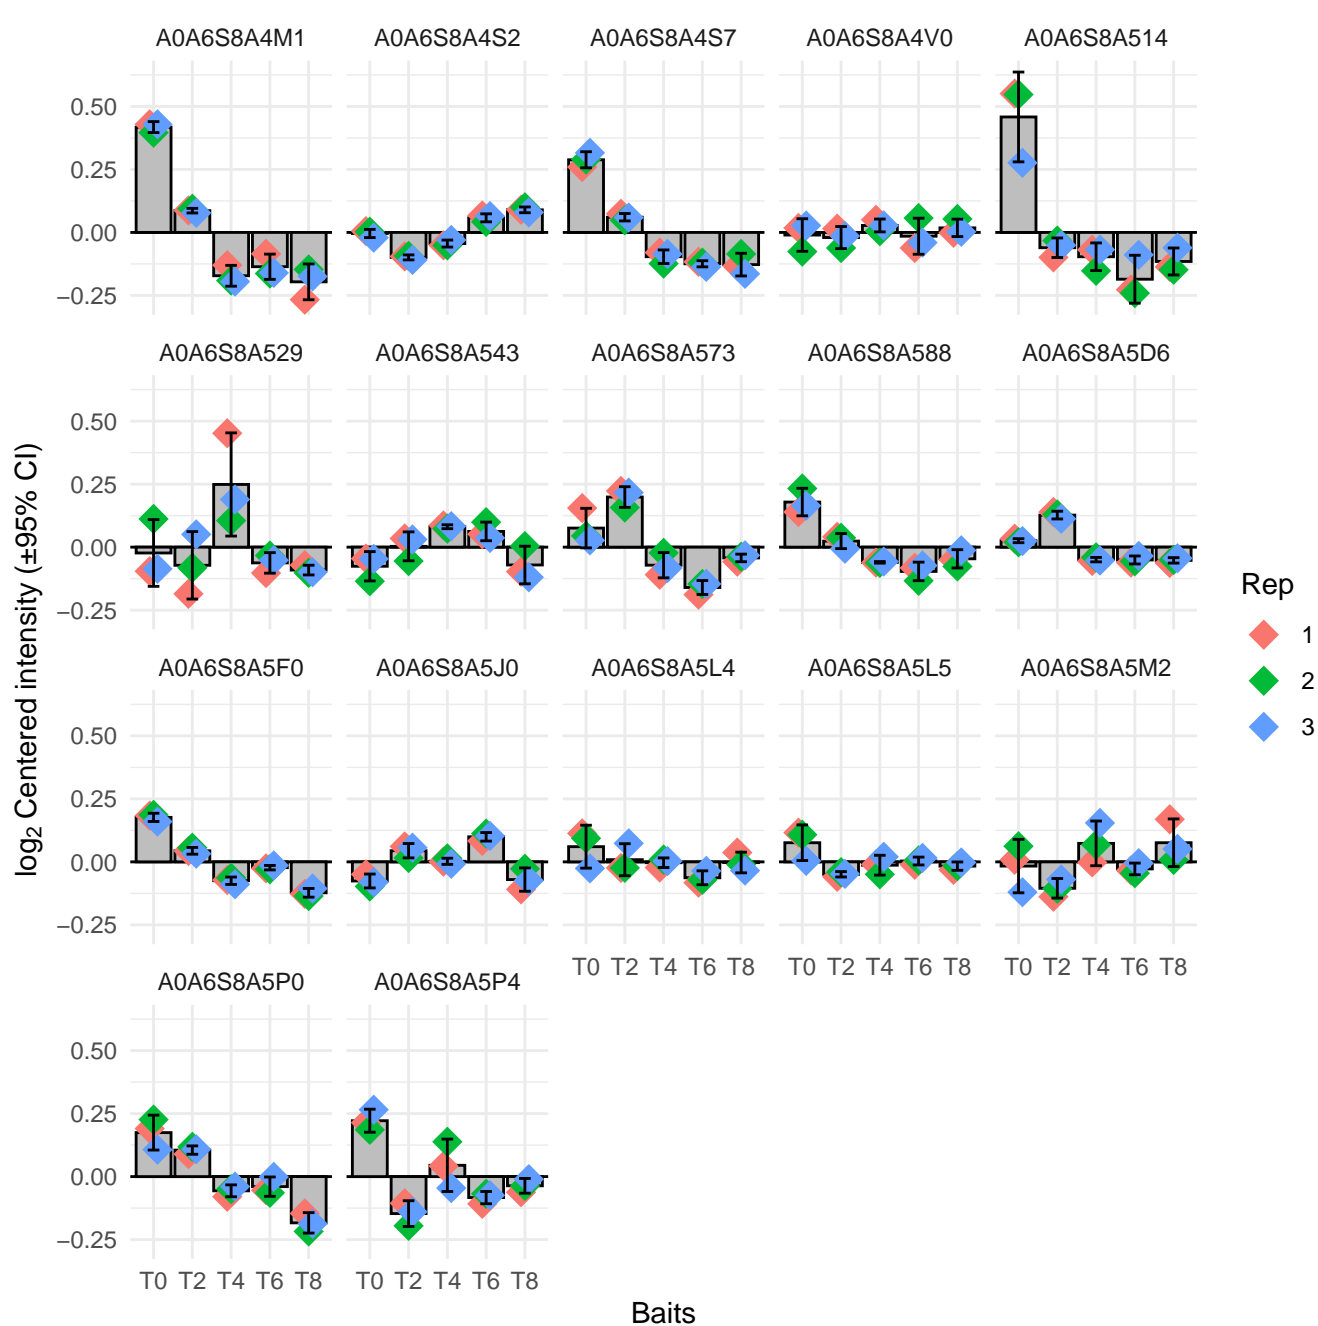 A0A6S8A4M1 A0A6S8A4S2 A0A6S8A4S7 A0A6S8A4V0 A0A6S8A514
0.50
0.25
0.00
−0.25
A0A6S8A529 A0A6S8A543 A0A6S8A573 A0A6S8A588 A0A6S8A5D6
0.50
0.25
0.00
−0.25
A0A6S8A5F0 A0A6S8A5J0 A0A6S8A5L4 A0A6S8A5L5 A0A6S8A5M2
0.50
0.25
0.00
−0.25
T0 T2 T4 T6 T8 T0 T2 T4 T6 T8 T0 T2 T4 T6 T8
A0A6S8A5P0 A0A6S8A5P4
0.50
0.25
0.00
−0.25
T0 T2 T4 T6 T8 T0 T2 T4 T6 T8
Baits
log₂ Centered intensity (±95% CI)
Rep
1
2
3